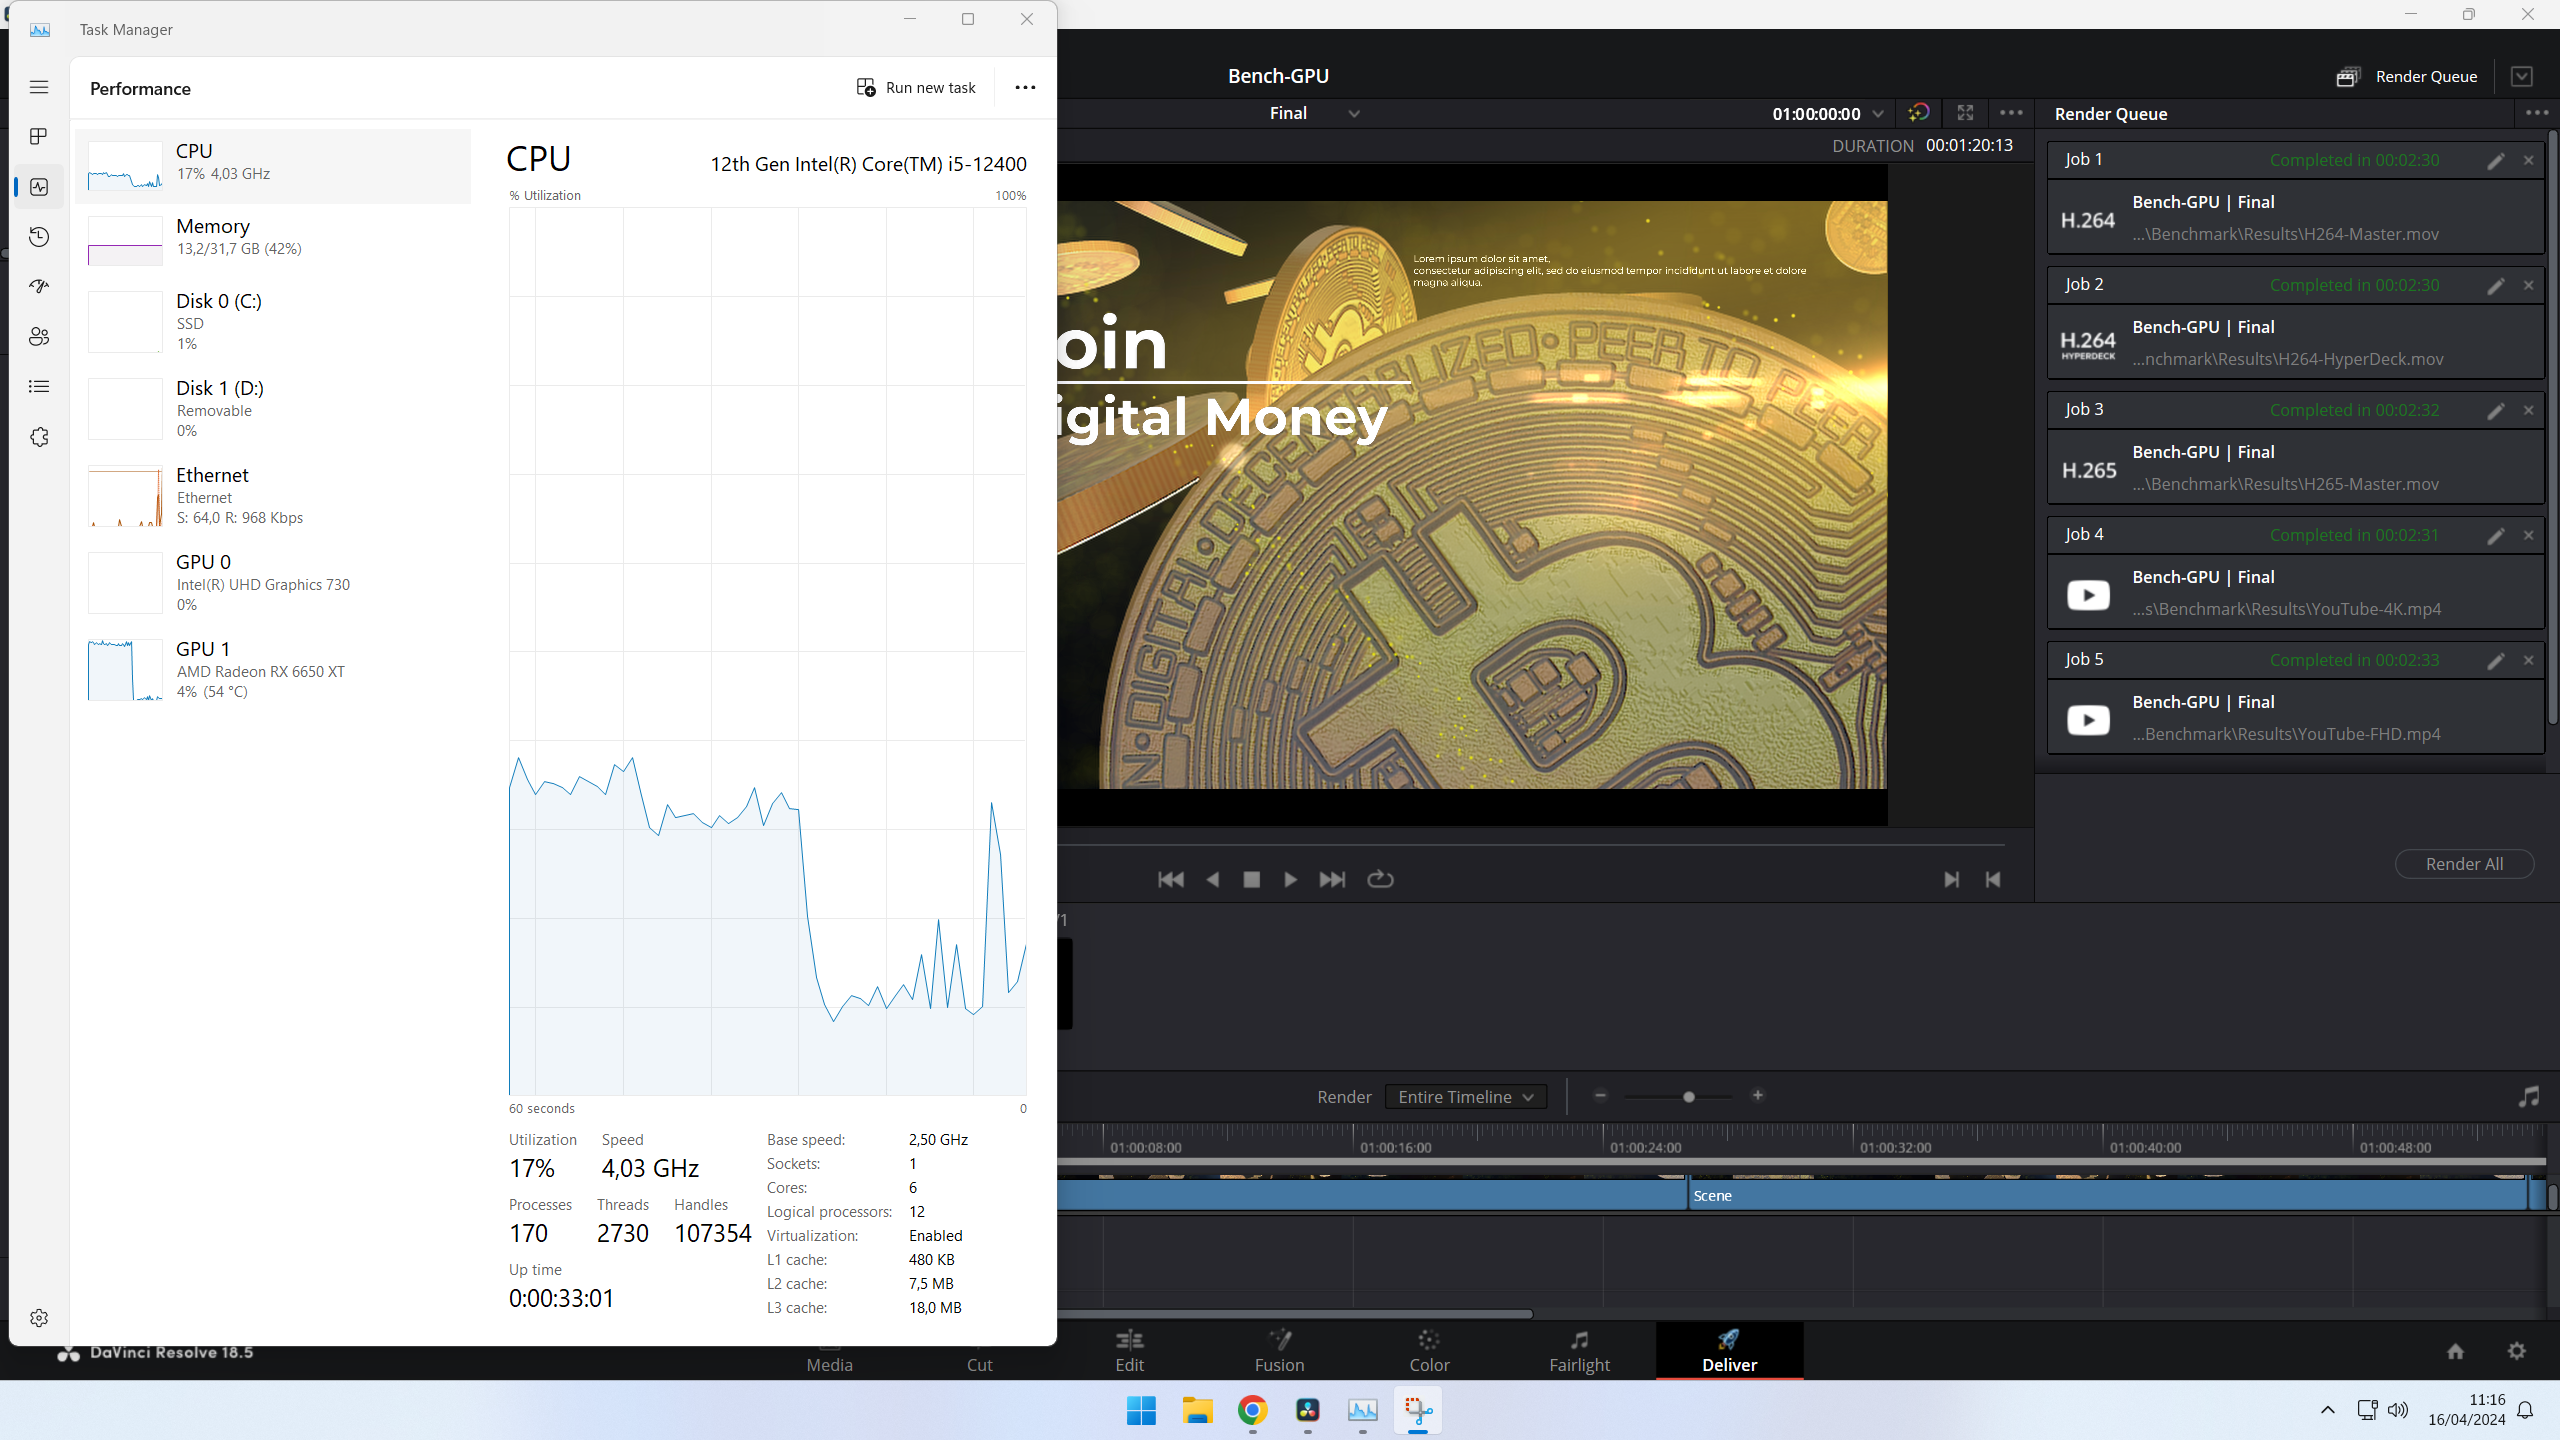 Task Manager
Performance
Run new task
CPU
17% 4,03 GHz
Memory
13,2/31,7 GB (42%)
Disk 0 (C:)
SSD
1%
Disk 1 (D:)
Removable
0%
Ethernet
Ethernet
S: 64,0 R: 968 Kbps
GPU 0
Intel(R) UHD Graphics 730
0%
GPU 1
AMD Radeon RX 6650 XT
4% (54 °C)
CPU
12th Gen Intel(R) Core(TM) i5-12400
% Utilization
100%
60 seconds
0
Utilization
Speed
17%
4,03 GHz
Processes
Threads
Handles
170
2730
107354
Up time
0:00:33:01
Base speed: 2,50 GHz
Sockets: 1
Cores: 6
Logical processors: 12
Virtualization: Enabled
L1 cache: 480 KB
L2 cache: 7,5 MB
L3 cache: 18,0 MB
Bench-GPU
Render Queue
Final
01:00:00:00
DURATION 00:01:20:13
Lorem ipsum dolor sit amet,
consectetur adipiscing elit, sed do eiusmod tempor incididunt ut labore et dolore
magna aliqua.
oin
igital Money
DIGITAL•DECENTRALIZED•PEER TO PEER
Render Queue
Job 1
Completed in 00:02:30
H.264
Bench-GPU | Final
...\Benchmark\Results\H264-Master.mov
Job 2
Completed in 00:02:30
H.264
HYPERDECK
Bench-GPU | Final
...nchmark\Results\H264-HyperDeck.mov
Job 3
Completed in 00:02:32
H.265
Bench-GPU | Final
...\Benchmark\Results\H265-Master.mov
Job 4
Completed in 00:02:31
Bench-GPU | Final
...s\Benchmark\Results\YouTube-4K.mp4
Job 5
Completed in 00:02:33
Bench-GPU | Final
...Benchmark\Results\YouTube-FHD.mp4
Render All
Render
Entire Timeline
01:00:08:00
01:00:16:00
01:00:24:00
01:00:32:00
01:00:40:00
01:00:48:00
Scene
DaVinci Resolve 18.5
Media
Cut
Edit
Fusion
Color
Fairlight
Deliver
11:16
16/04/2024